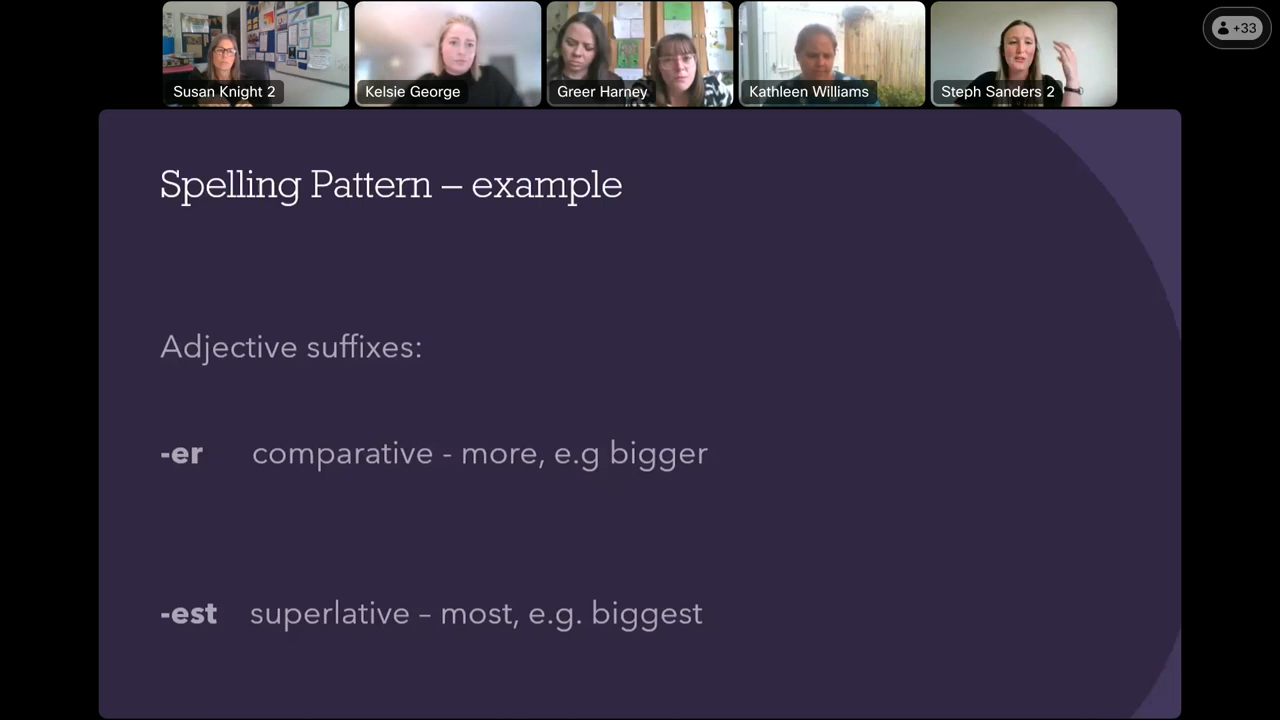 Susan Knight 2
Kelsie George
Greer Harney
Kathleen Williams
Steph Sanders 2
+33
Spelling Pattern – example
Adjective suffixes:
-er comparative - more, e.g bigger
-est superlative – most, e.g. biggest